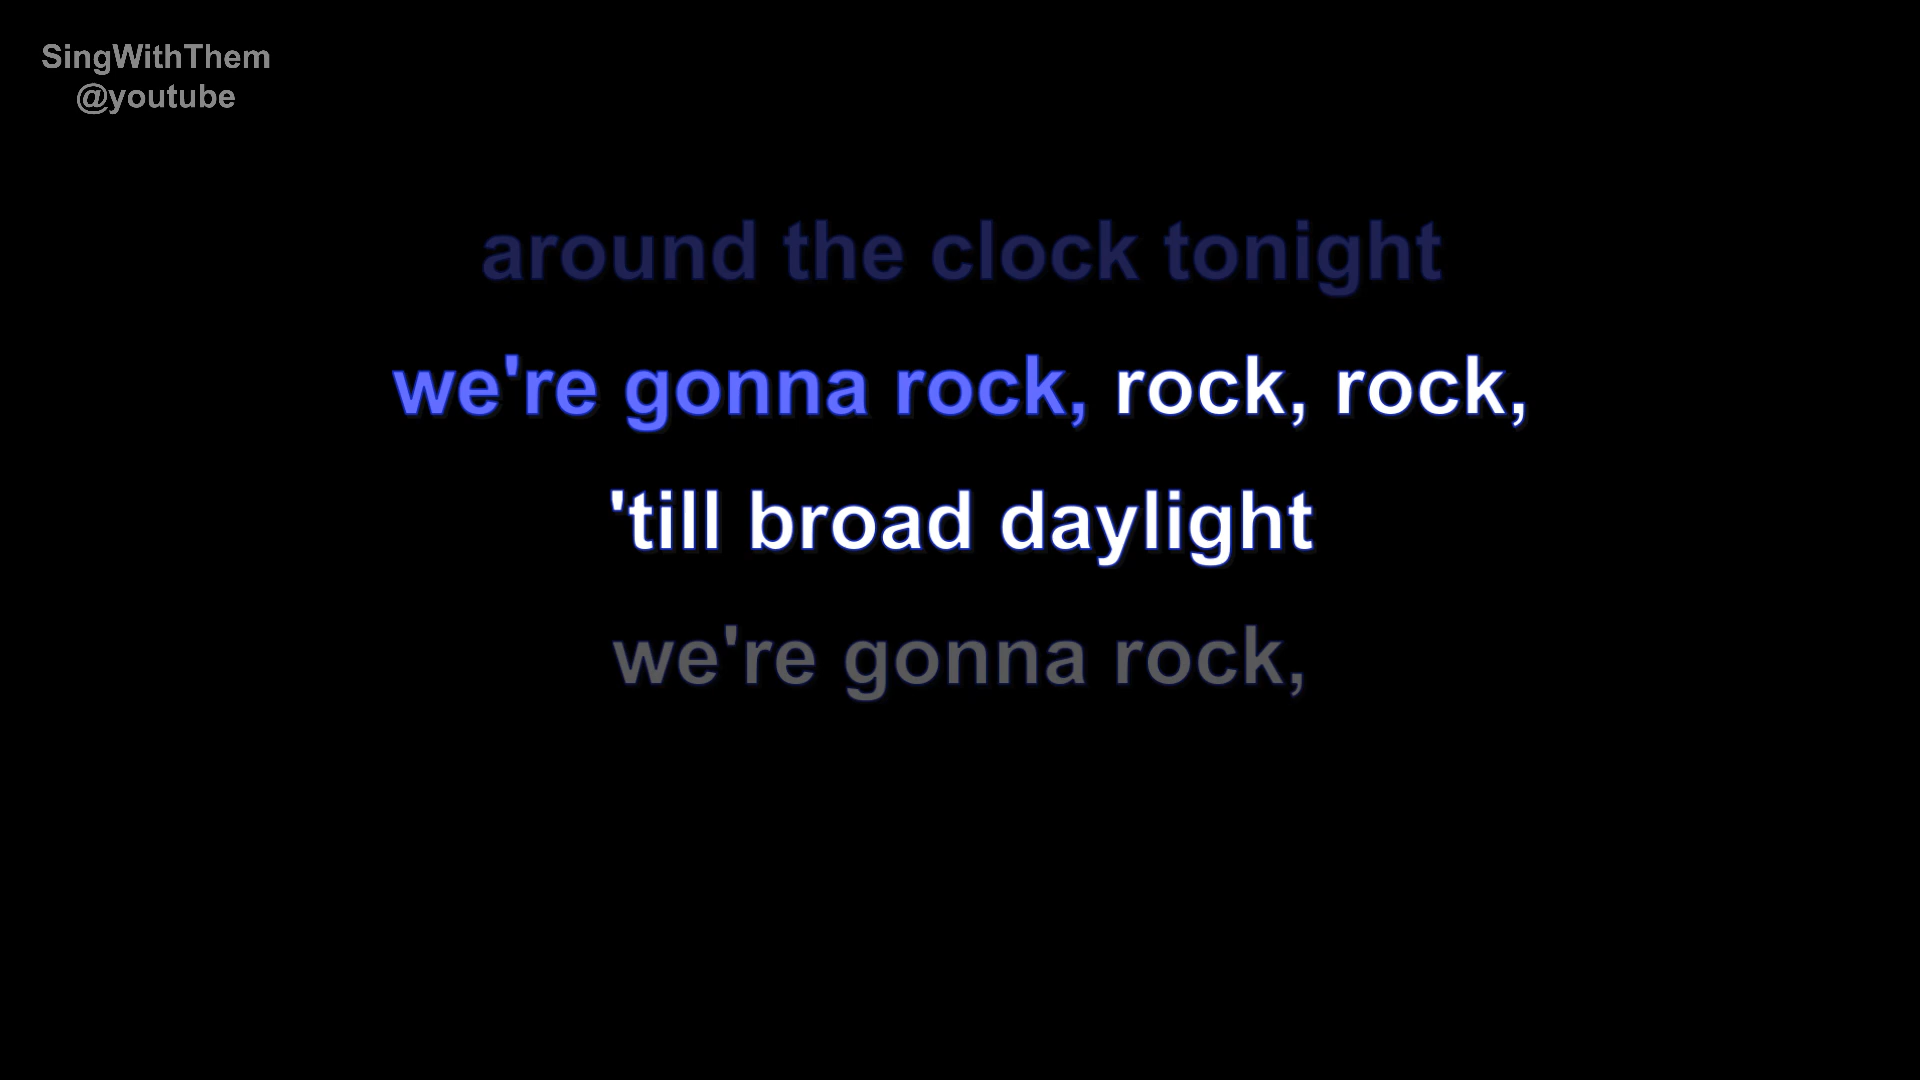 SingWithThem
@youtube
around the clock tonight
we're gonna rock, rock, rock,
'till broad daylight
we're gonna rock,